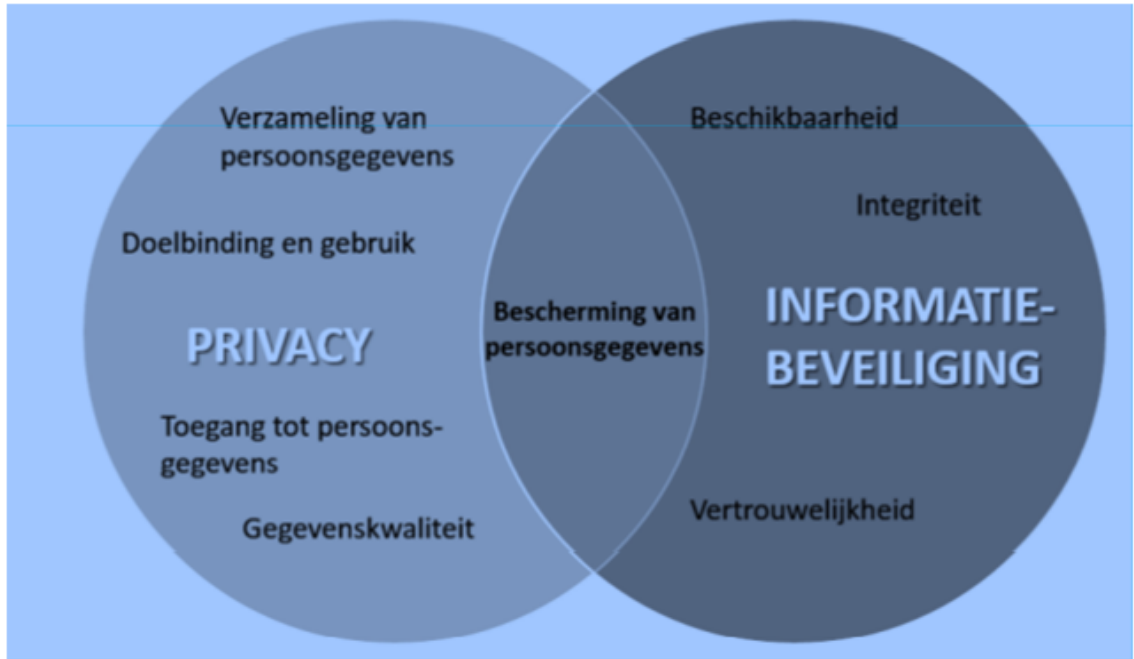 Verzameling van
persoonsgegevens
Doelbinding en gebruik
PRIVACY
Toegang tot persoons-
gegevens
Gegevenskwaliteit
Bescherming van
persoonsgegevens
Beschikbaarheid
Integriteit
INFORMATIE-
BEVEILIGING
Vertrouwelijkheid